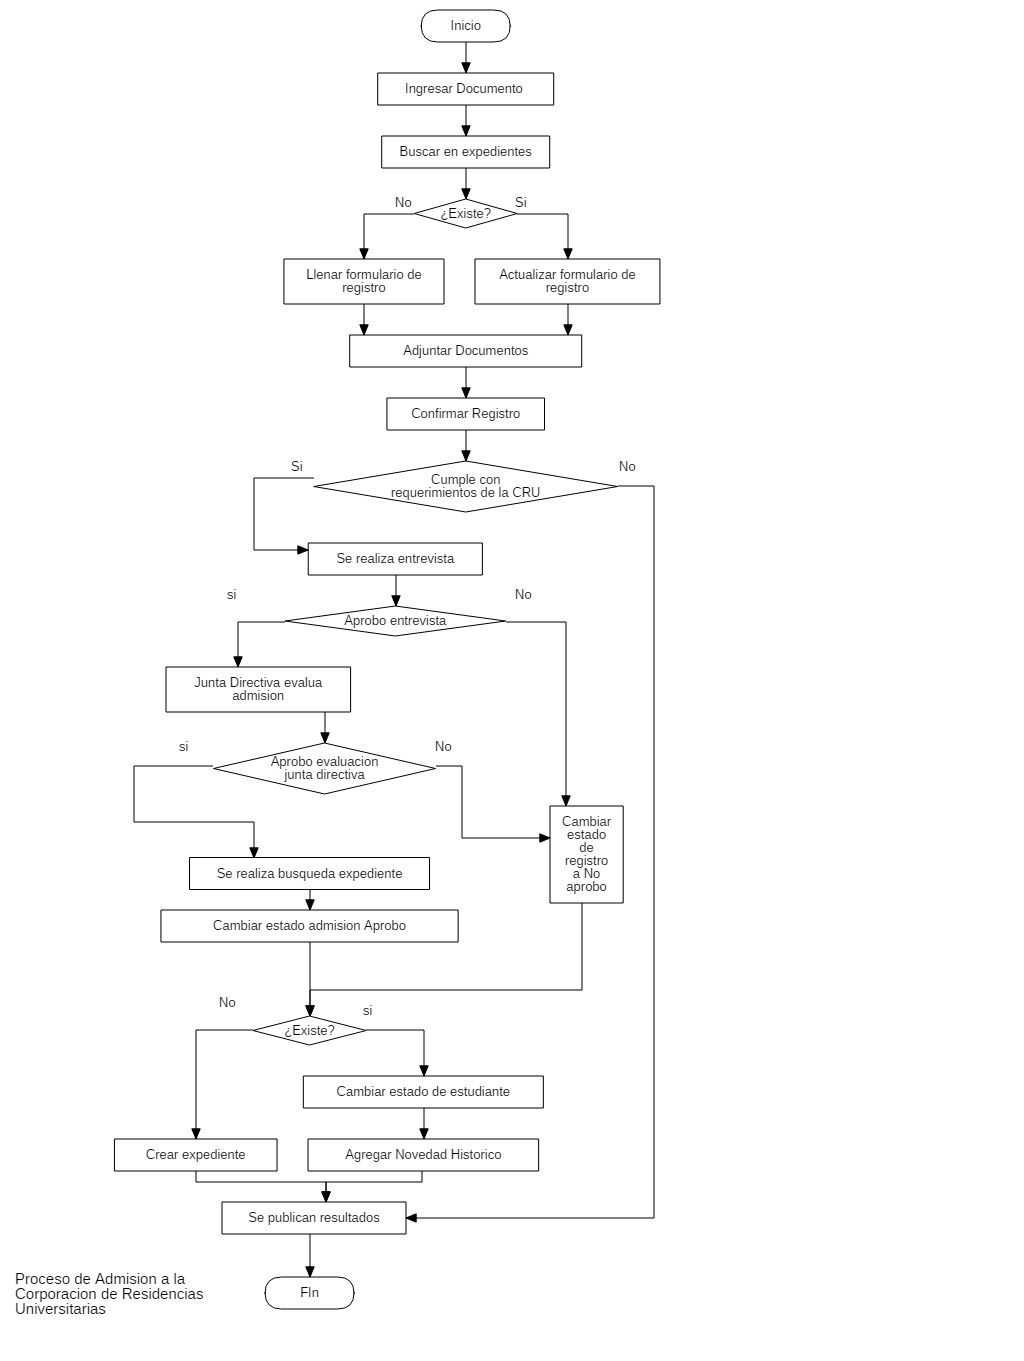 Inicio
Ingresar Documento
Buscar en expedientes
No
Si
¿Existe?
Llenar formulario de
registro
Actualizar formulario de
registro
Adjuntar Documentos
Confirmar Registro
Si
No
Cumple con
requerimientos de la CRU
Se realiza entrevista
si
No
Aprobo entrevista
Junta Directiva evalua
admision
si
No
Aprobo evaluacion
junta directiva
Cambiar
estado
de
registro
a No
aprobo
Se realiza busqueda expediente
Cambiar estado admision Aprobo
No
si
¿Existe?
Cambiar estado de estudiante
Crear expediente
Agregar Novedad Historico
Se publican resultados
FIn
Proceso de Admision a la
Corporacion de Residencias
Universitarias